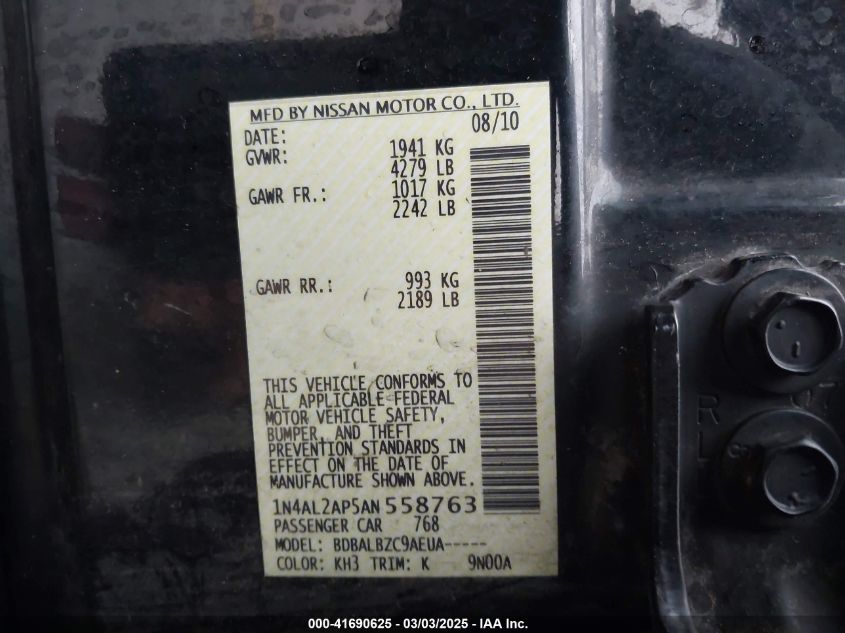 MFD BY NISSAN MOTOR CO., LTD.
DATE: 08/10
GVWR: 1941 KG
4279 LB
GAWR FR.: 1017 KG
2242 LB
GAWR RR.: 993 KG
2189 LB
THIS VEHICLE CONFORMS TO
ALL APPLICABLE FEDERAL
MOTOR VEHICLE SAFETY,
BUMPER, AND THEFT
PREVENTION STANDARDS IN
EFFECT ON THE DATE OF
MANUFACTURE SHOWN ABOVE.
1N4AL2AP5AN 558763
PASSENGER CAR 768
MODEL: BDBALBZC9AEUA-----
COLOR: KH3 TRIM: K 9N00A
R 07
L
000-41690625 - 03/03/2025 - IAA Inc.